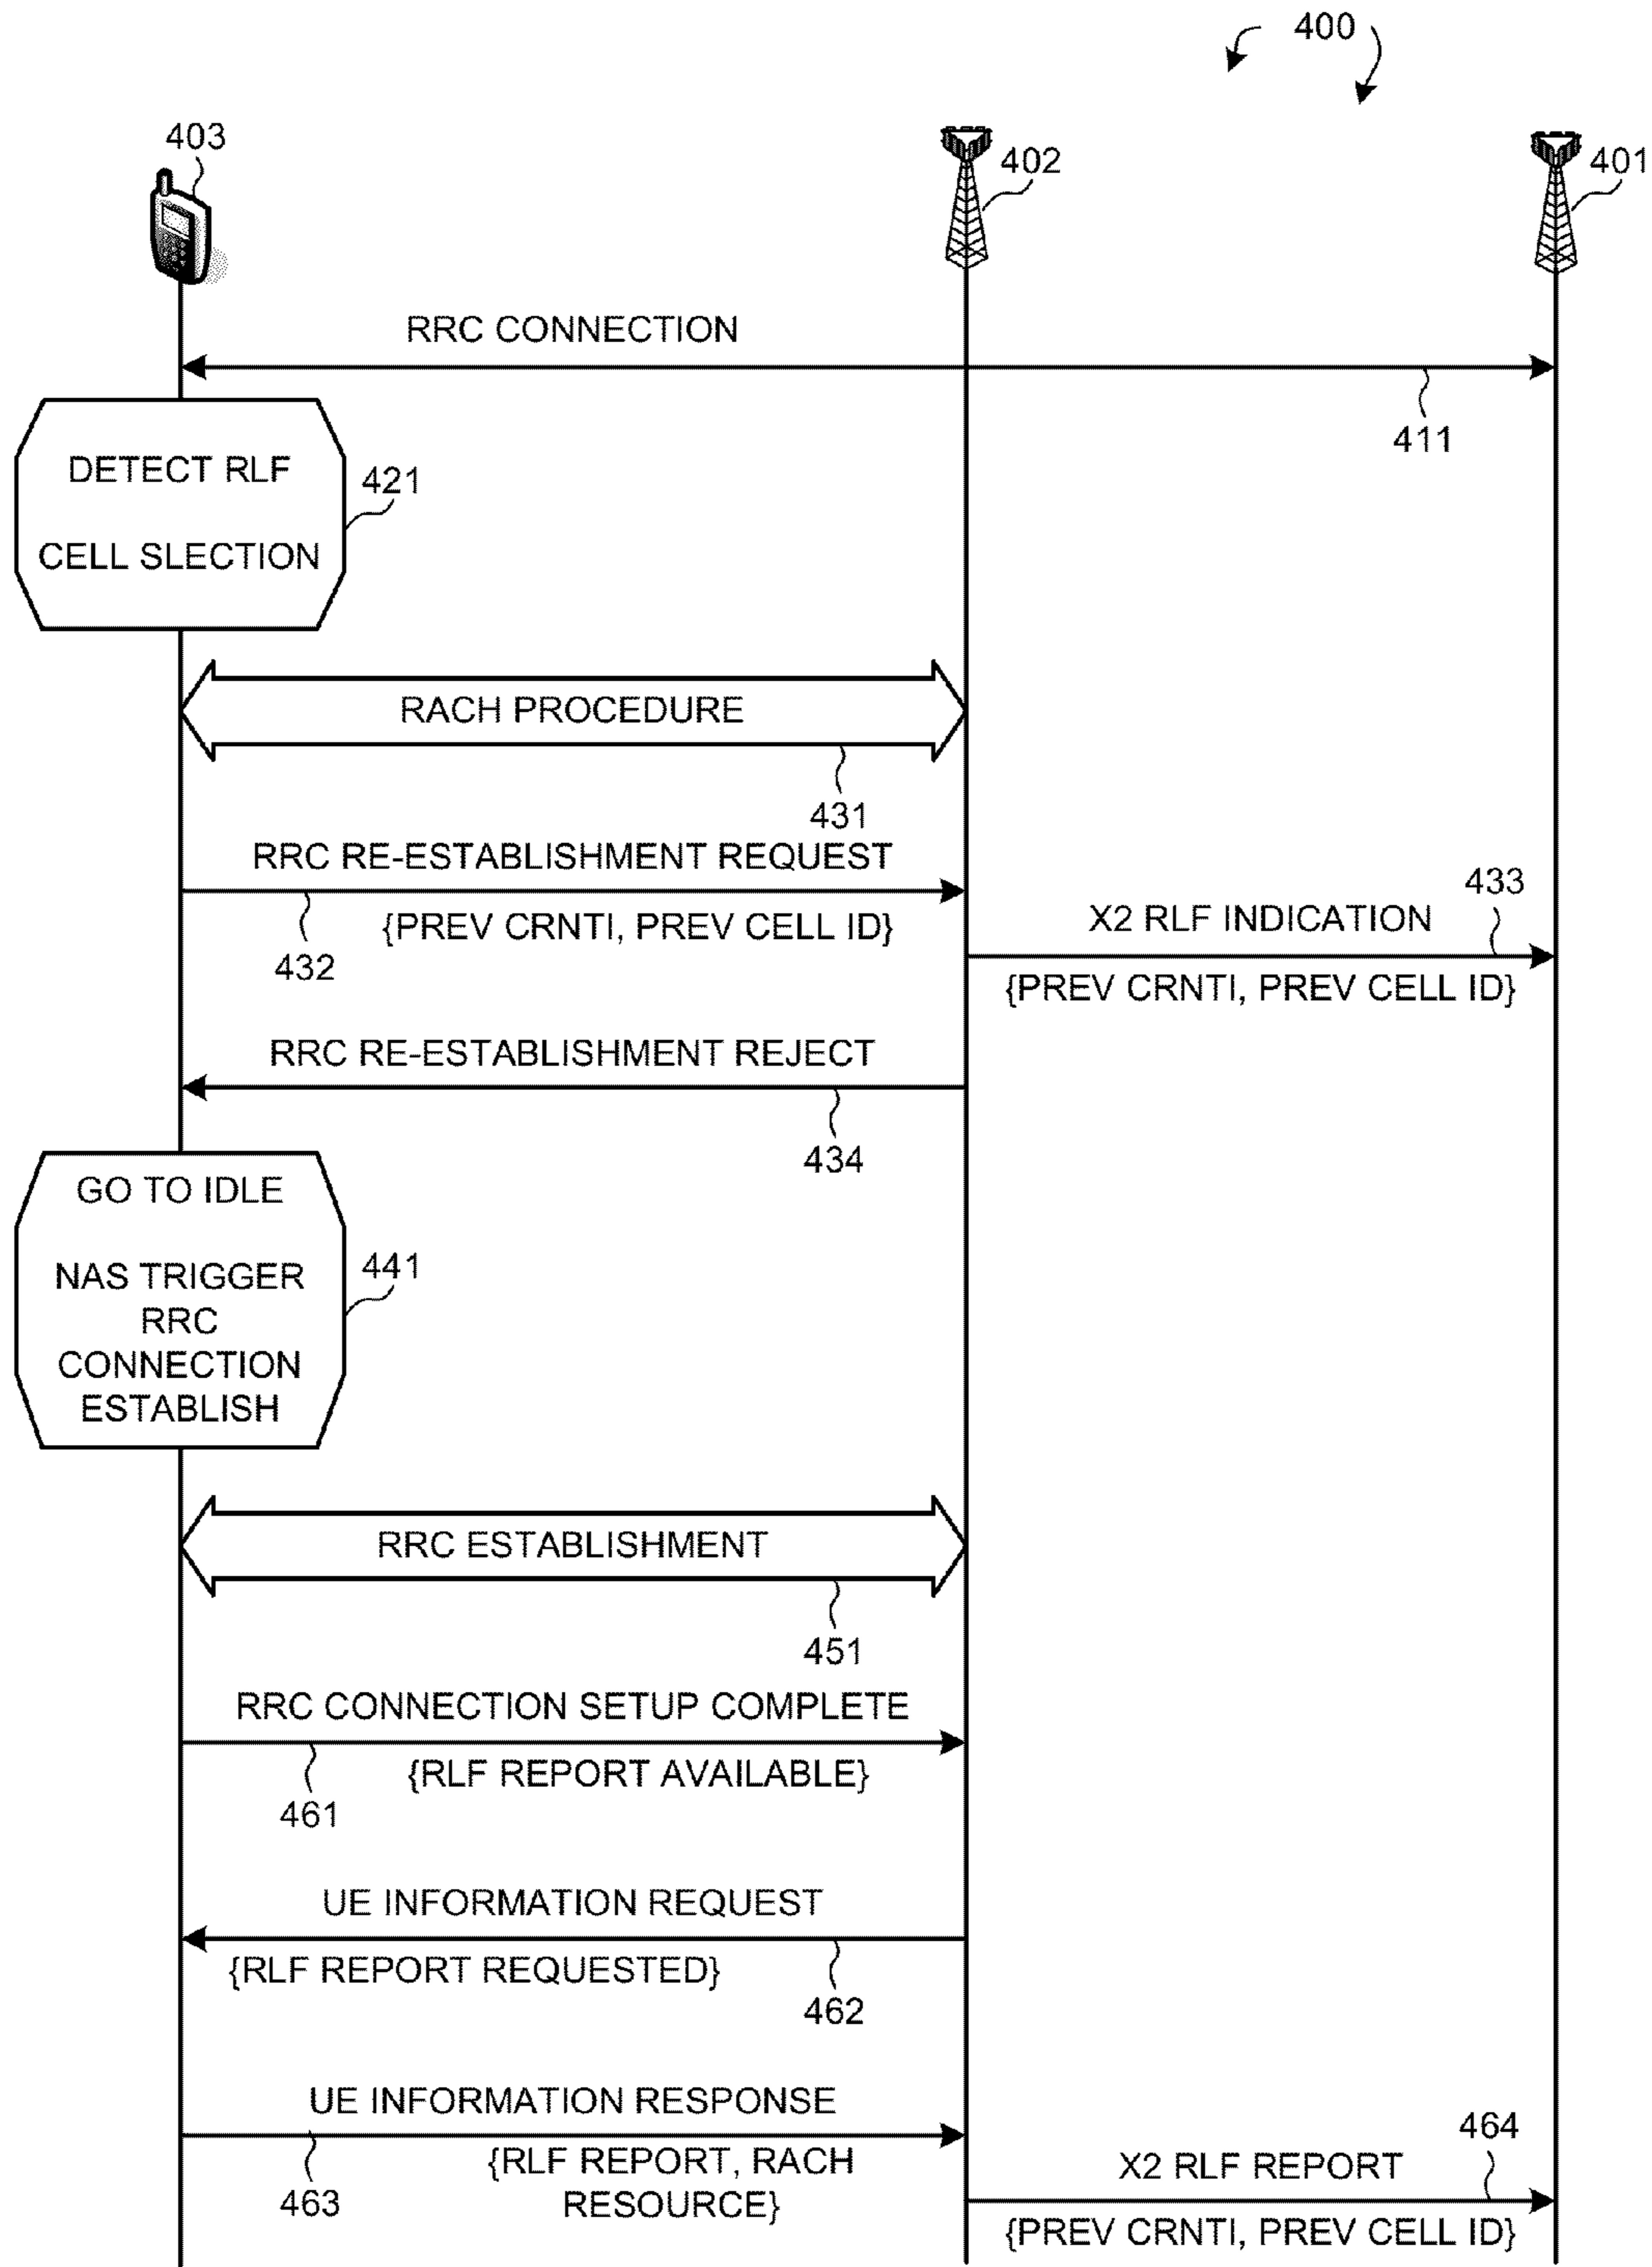 400
403
402
401
RRC CONNECTION
411
DETECT RLF
421
CELL SLECTION
RACH PROCEDURE
431
RRC RE-ESTABLISHMENT REQUEST
433
{PREV CRNTI, PREV CELL ID}
X2 RLF INDICATION
432
{PREV CRNTI, PREV CELL ID}
RRC RE-ESTABLISHMENT REJECT
434
GO TO IDLE
NAS TRIGGER
441
RRC
CONNECTION
ESTABLISH
RRC ESTABLISHMENT
451
RRC CONNECTION SETUP COMPLETE
{RLF REPORT AVAILABLE}
461
UE INFORMATION REQUEST
{RLF REPORT REQUESTED}
462
UE INFORMATION RESPONSE
464
{RLF REPORT, RACH
X2 RLF REPORT
463
RESOURCE}
{PREV CRNTI, PREV CELL ID}